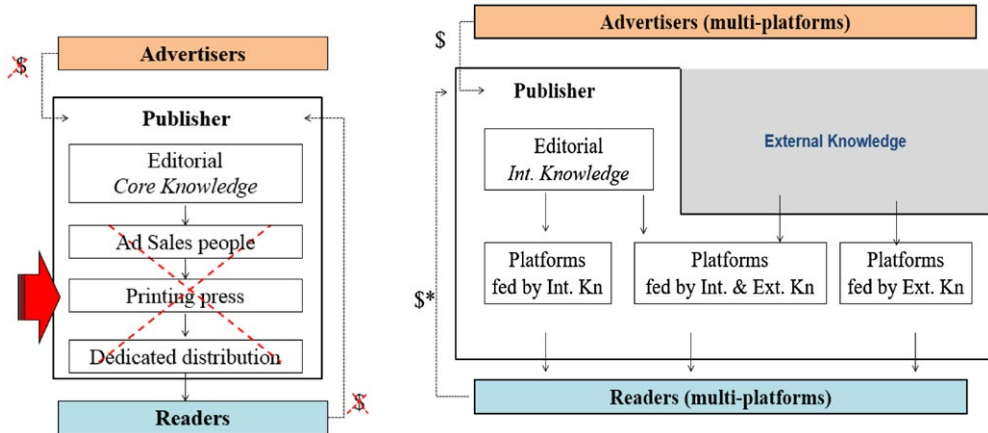 Advertisers
$
Publisher
Editorial
Core Knowledge
Ad Sales people
Printing press
Dedicated distribution
$
Readers
Advertisers (multi-platforms)
$
Publisher
External Knowledge
Editorial
Int. Knowledge
Platforms
fed by Int. Kn
Platforms
fed by Int. & Ext. Kn
Platforms
fed by Ext. Kn
$*
Readers (multi-platforms)